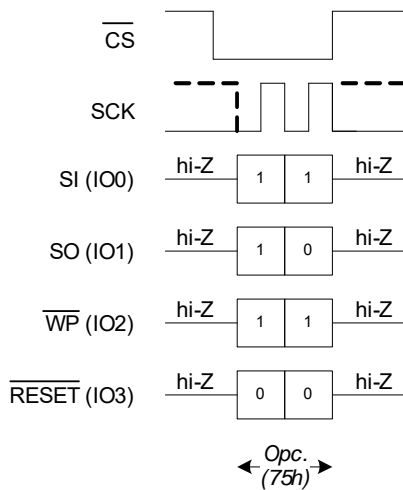 CS
SCK
hi-Z hi-Z
SI (IO0) 1 1
hi-Z hi-Z
SO (IO1) 1 0
hi-Z hi-Z
WP (IO2) 1 1
hi-Z hi-Z
RESET (IO3) 0 0
Opc.
(75h)